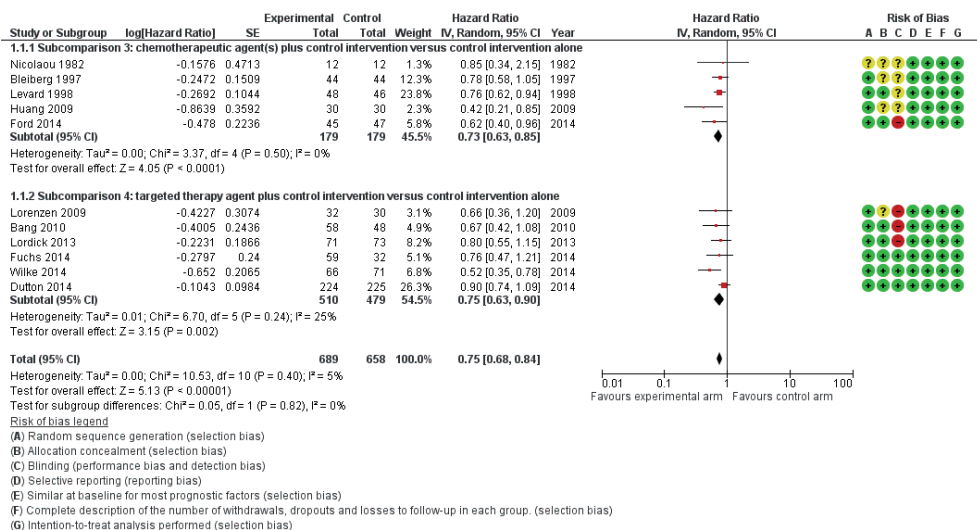 Experimental Control Hazard Ratio Hazard Ratio Risk of Bias
Study or Subgroup log[Hazard Ratio] SE Total Total Weight IV, Random, 95% CI Year IV, Random, 95% CI A B C D E F G
1.1.1 Subcomparison 3: chemotherapeutic agent(s) plus control intervention versus control intervention alone
Nicolaou 1982 -0.1576 0.4713 12 12 1.3% 0.85 [0.34, 2.15] 1982 ? ? ? + + + +
Bleiberg 1997 -0.2472 0.1509 44 44 12.3% 0.78 [0.58, 1.05] 1997 + ? ? + + + +
Levard 1998 -0.2692 0.1044 48 46 23.8% 0.76 [0.62, 0.94] 1998 + + ? + + + +
Huang 2009 -0.8639 0.3592 30 30 2.3% 0.42 [0.21, 0.85] 2009 + ? ? + + + +
Ford 2014 -0.478 0.2236 45 47 5.8% 0.62 [0.40, 0.96] 2014 + + - + + + +
Subtotal (95% CI) 179 179 45.5% 0.73 [0.63, 0.85]
Heterogeneity: Tau² = 0.00; Chi² = 3.37, df = 4 (P = 0.50); I² = 0%
Test for overall effect: Z = 4.05 (P < 0.0001)
1.1.2 Subcomparison 4: targeted therapy agent plus control intervention versus control intervention alone
Lorenzen 2009 -0.4227 0.3074 32 30 3.1% 0.66 [0.36, 1.20] 2009 + ? - + + + +
Bang 2010 -0.4005 0.2436 58 48 4.9% 0.67 [0.42, 1.08] 2010 + + - + + + +
Lordick 2013 -0.2231 0.1866 71 73 8.2% 0.80 [0.55, 1.15] 2013 + + - + + + +
Fuchs 2014 -0.2797 0.24 59 32 5.1% 0.76 [0.47, 1.21] 2014 + + + + + + +
Wilke 2014 -0.652 0.2065 66 71 6.8% 0.52 [0.35, 0.78] 2014 + + + + + + +
Dutton 2014 -0.1043 0.0984 224 225 26.3% 0.90 [0.74, 1.09] 2014 + + + + + + +
Subtotal (95% CI) 510 479 54.5% 0.75 [0.63, 0.90]
Heterogeneity: Tau² = 0.01; Chi² = 6.70, df = 5 (P = 0.24); I² = 25%
Test for overall effect: Z = 3.15 (P = 0.002)
Total (95% CI) 689 658 100.0% 0.75 [0.68, 0.84]
Heterogeneity: Tau² = 0.00; Chi² = 10.53, df = 10 (P = 0.40); I² = 5%
Test for overall effect: Z = 5.13 (P < 0.00001)
Test for subgroup differences: Chi² = 0.05, df = 1 (P = 0.82), I² = 0%
0.01 0.1 1 10 100
Favours experimental arm Favours control arm
Risk of bias legend
(A) Random sequence generation (selection bias)
(B) Allocation concealment (selection bias)
(C) Blinding (performance bias and detection bias)
(D) Selective reporting (reporting bias)
(E) Similar at baseline for most prognostic factors (selection bias)
(F) Complete description of the number of withdrawals, dropouts and losses to follow-up in each group. (selection bias)
(G) Intention-to-treat analysis performed (selection bias)